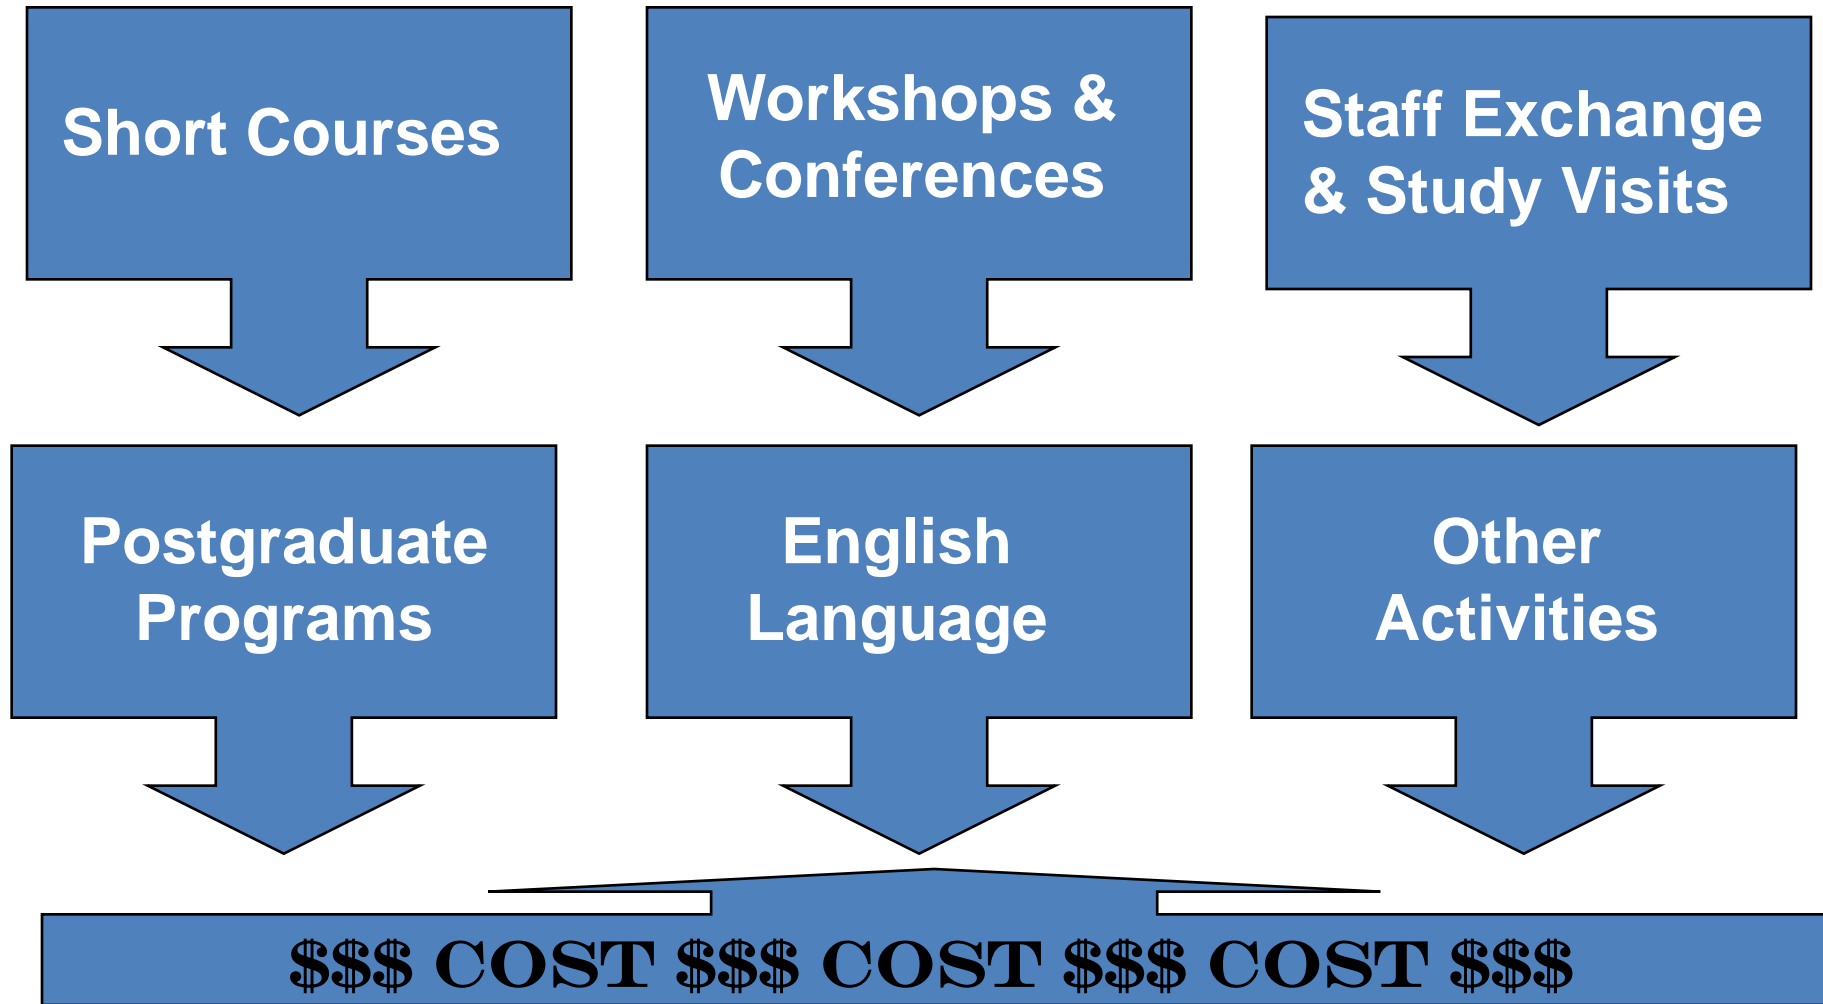 Short Courses
Workshops &
Conferences
Staff Exchange
& Study Visits
Postgraduate
Programs
English
Language
Other
Activities
$$$ COST $$$ COST $$$ COST $$$